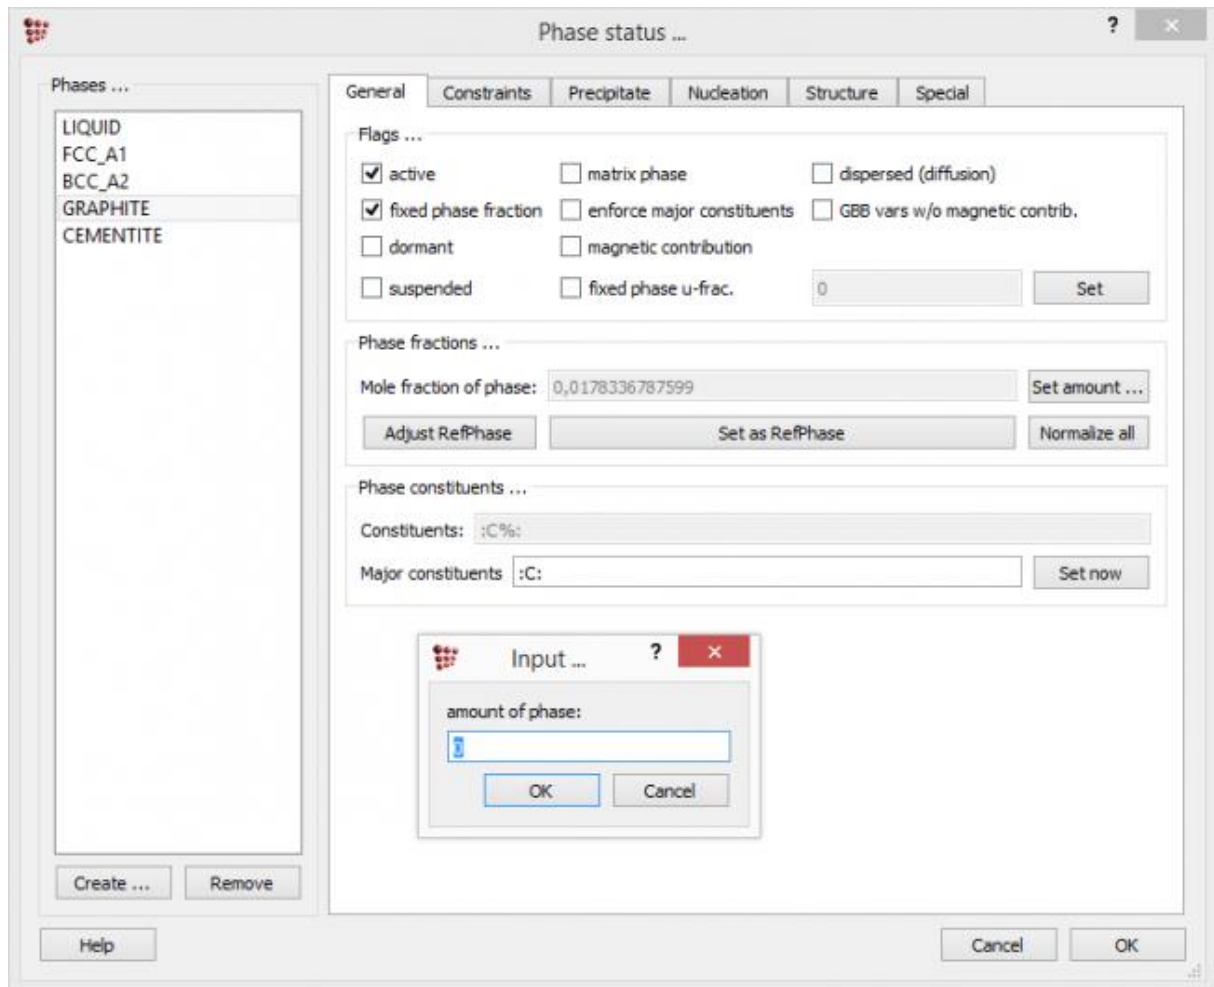 Phase status ...
?
Phases ...
LIQUID
FCC_A1
BCC_A2
GRAPHITE
CEMENTITE
Create ...
Remove
General
Constraints
Precipitate
Nucleation
Structure
Special
Flags ...
active
matrix phase
dispersed (diffusion)
fixed phase fraction
enforce major constituents
GBB vars w/o magnetic contrib.
dormant
magnetic contribution
suspended
fixed phase u-frac.
0
Set
Phase fractions ...
Mole fraction of phase:
0,0178336787599
Set amount ...
Adjust RefPhase
Set as RefPhase
Normalize all
Phase constituents ...
Constituents:
:C%:
Major constituents
:C:
Set now
Input ...
?
amount of phase:
0
OK
Cancel
Help
Cancel
OK